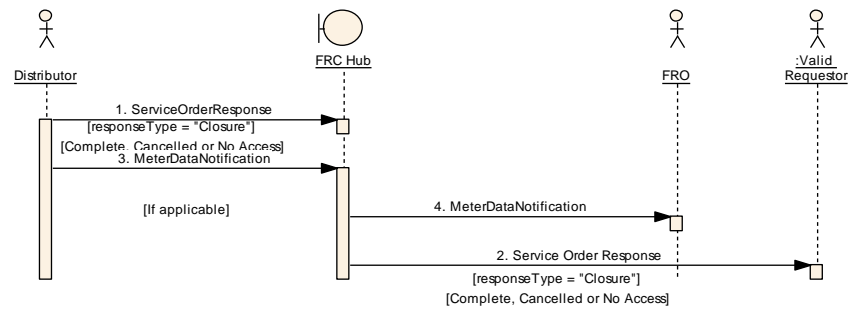 Distributor
FRC Hub
FRO
:Valid
Requestor
1. ServiceOrderResponse
[responseType = "Closure"]
[Complete, Cancelled or No Access]
3. MeterDataNotification
[If applicable]
4. MeterDataNotification
2. Service Order Response
[responseType = "Closure"]
[Complete, Cancelled or No Access]